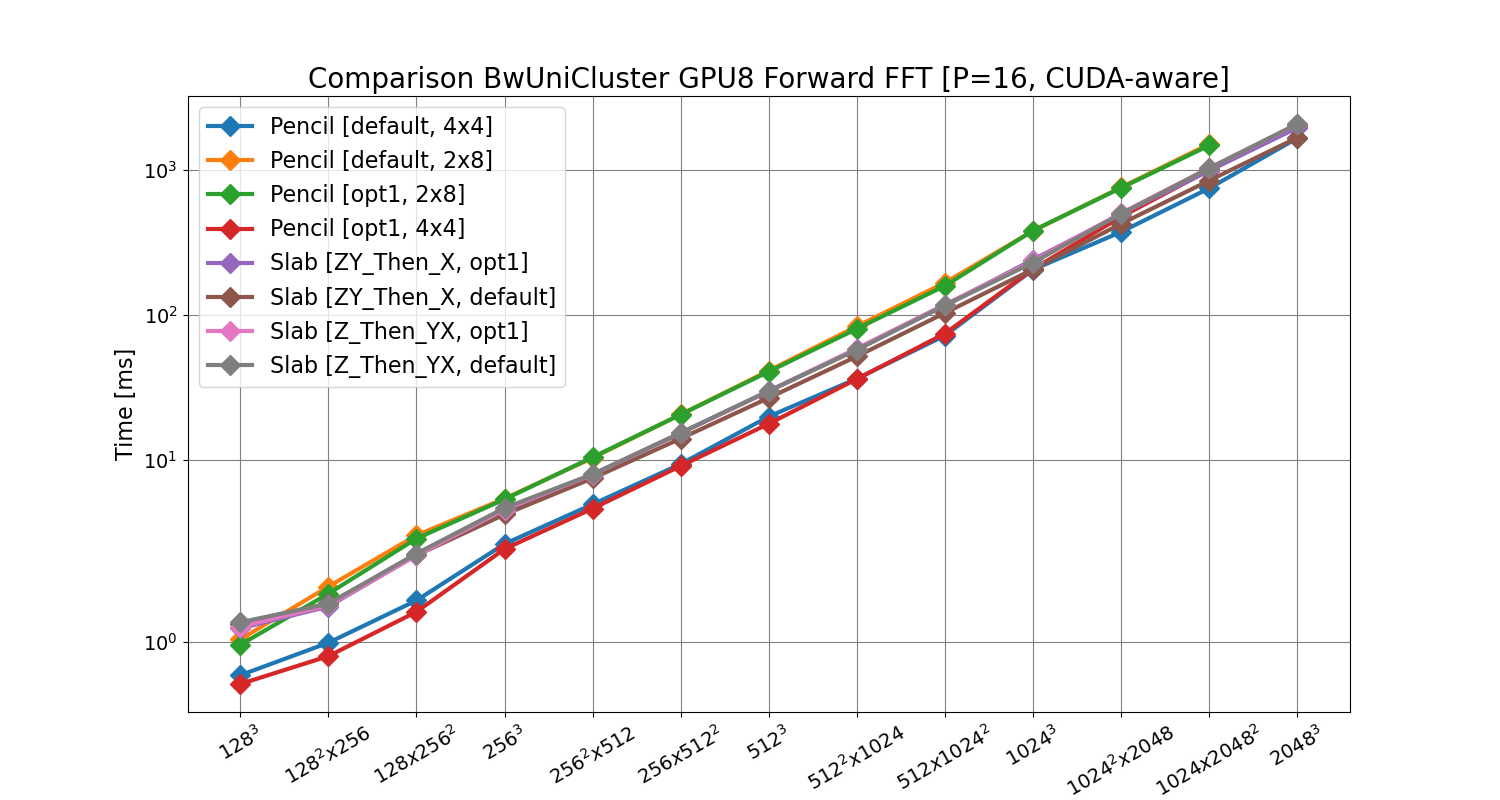 Comparison BwUniCluster GPU8 Forward FFT [P=16, CUDA-aware]
Pencil [default, 4x4]
Pencil [default, 2x8]
Pencil [opt1, 2x8]
Pencil [opt1, 4x4]
Slab [ZY_Then_X, opt1]
Slab [ZY_Then_X, default]
Slab [Z_Then_YX, opt1]
Slab [Z_Then_YX, default]
Time [ms]
10³
10²
10¹
10⁰
128³
128²x256
128x256²
256³
256²x512
256x512²
512³
512²x1024
512x1024²
1024³
1024²x2048
1024x2048²
2048³